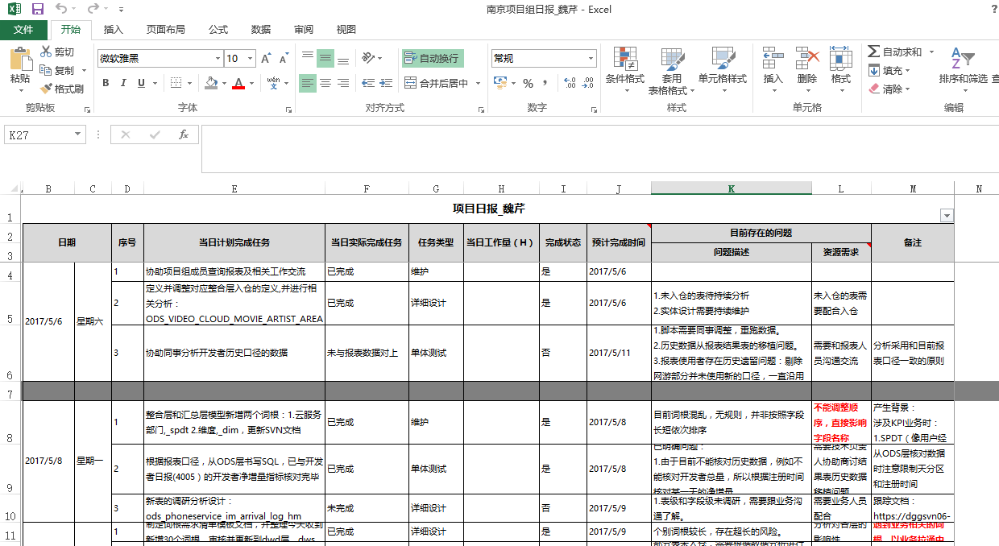 南京项目组日报_魏芹 - Excel
?
文件 开始 插入 页面布局 公式 数据 审阅 视图
剪切
复制
格式刷
粘贴
剪贴板
微软雅黑 10 A A
B I U A wén 文
字体
自动换行
合并后居中
对齐方式
常规
% , .0 .00 .00 .0
数字
条件格式 套用 表格格式 单元格样式
样式
插入 删除 格式
单元格
自动求和
填充
清除
排序和筛选 查
编辑
K27 fx
B C D E F G H I J K L M N
1 项目日报_魏芹
2 日期 序号 当日计划完成任务 当日实际完成任务 任务类型 当日工作量（H） 完成状态 预计完成时间 目前存在的问题 备注
3 问题描述 资源需求
4 1 协助项目组成员查询报表及相关工作交流 已完成 维护 是 2017/5/6
2017/5/6 星期六
5 2 定义并调整对应整合层入仓的定义,并进行相
关分析：
ODS_VIDEO_CLOUD_MOVIE_ARTIST_AREA
已完成 详细设计 是 2017/5/6
1.未入仓的表待持续分析
2.实体设计需要持续维护
未入仓的表需
要配合入仓
6 3 协助同事分析开发者历史口径的数据 未与报表数据对上 单体测试 否 2017/5/11
1.脚本需要同事调整，重跑数据。
2.历史数据从报表结果表的移植问题。
3.报表使用者存在历史遗留问题：剔除
网游部分并未使用新的口径，一直沿用
需要和报表人
员沟通交流
分析采用和目前报
表口径一致的原则
7
2017/5/8 星期一
8 1 整合层和汇总层模型新增两个词根：1.云服务
部门,_spdt 2.维度,_dim，更新SVN文档
已完成 维护 是 2017/5/8
目前词根混乱，无规则，并非按照字段
长短依次排序
不能调整顺
序，直接影响
字段名称
产生背景：
涉及KPI业务时：
1.SPDT（像用户经
9 2 根据报表口径，从ODS层书写SQL，已与开发
者日报(4005）的开发者净增量指标核对完毕
已完成 单体测试 是 2017/5/8
已明确问题：
1.由于目前不能核对历史数据，例如不
能核对开发者总量，所以根据注册时间
核对某一天的净增量
需要技术负责
人协助商讨结
果表历史数据
移植问题
从ODS层核对数据
时注意限制天分区
和注册时间
10 3 新表的调研分析设计：
ods_phoneservice_im_arrival_log_hm
未完成 详细设计 否 2017/5/9
1.表级和字段级未调研，需要跟业务沟
通了解。
需要业务人员
配合
跟踪文档：
https://dggsvn06-
11 1 制定词根需求清单模板文档，并整理今天收到
新增30个词根，审核并更新到dwd层，dws
已完成 详细设计 是 2017/5/9
个别词根较长，存在超长的风险。
分析对各层的
影响性
遇到业务相关的词
根，以业务拉通中